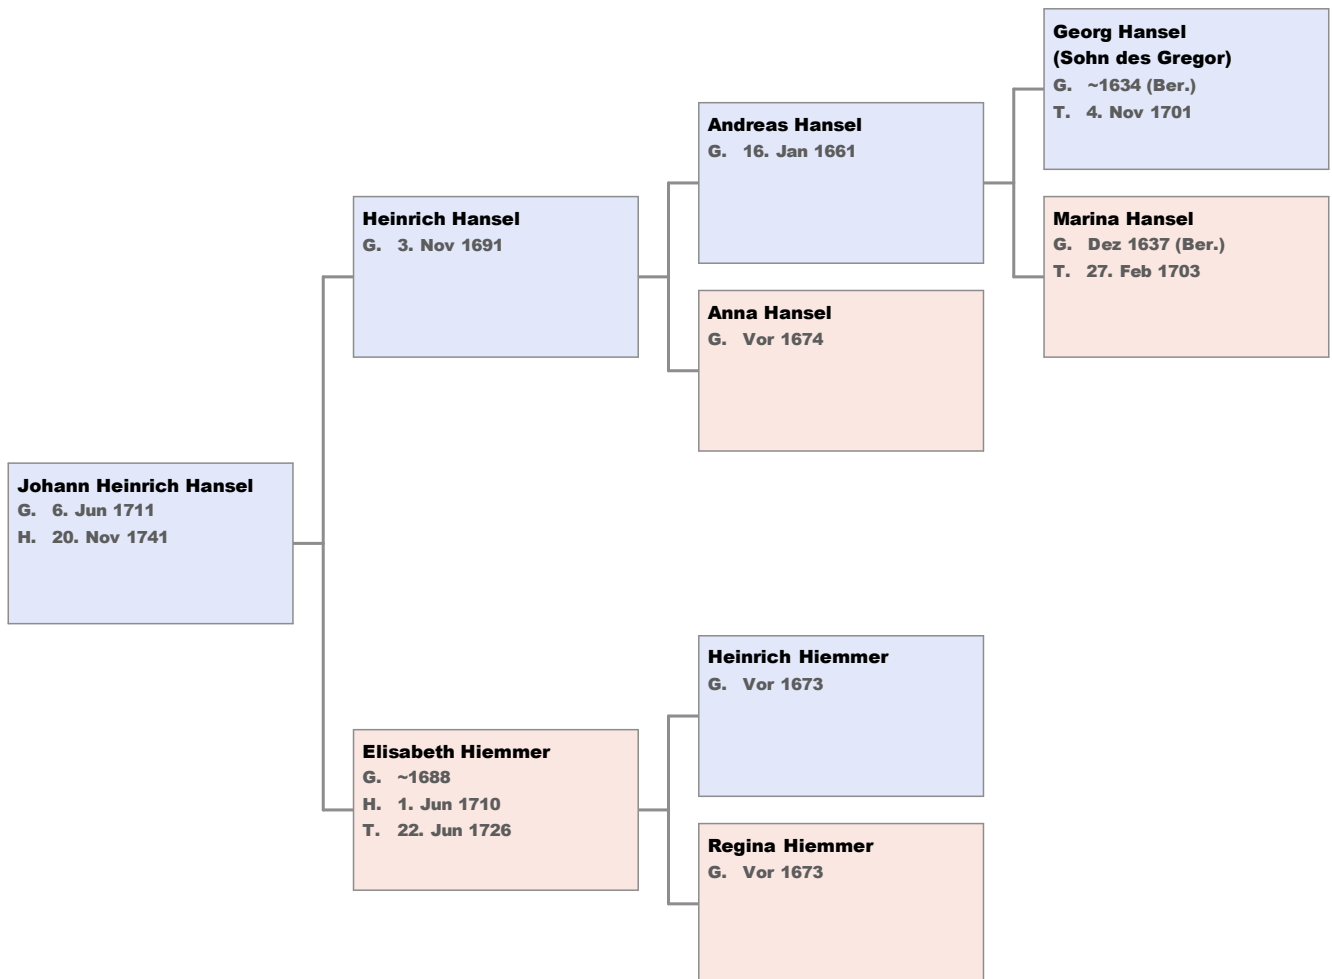 Georg Hansel
(Sohn des Gregor)
G. ~1634 (Ber.)
T. 4. Nov 1701
Andreas Hansel
G. 16. Jan 1661
Heinrich Hansel
G. 3. Nov 1691
Marina Hansel
G. Dez 1637 (Ber.)
T. 27. Feb 1703
Anna Hansel
G. Vor 1674
Johann Heinrich Hansel
G. 6. Jun 1711
H. 20. Nov 1741
Heinrich Hiemmer
G. Vor 1673
Elisabeth Hiemmer
G. ~1688
H. 1. Jun 1710
T. 22. Jun 1726
Regina Hiemmer
G. Vor 1673